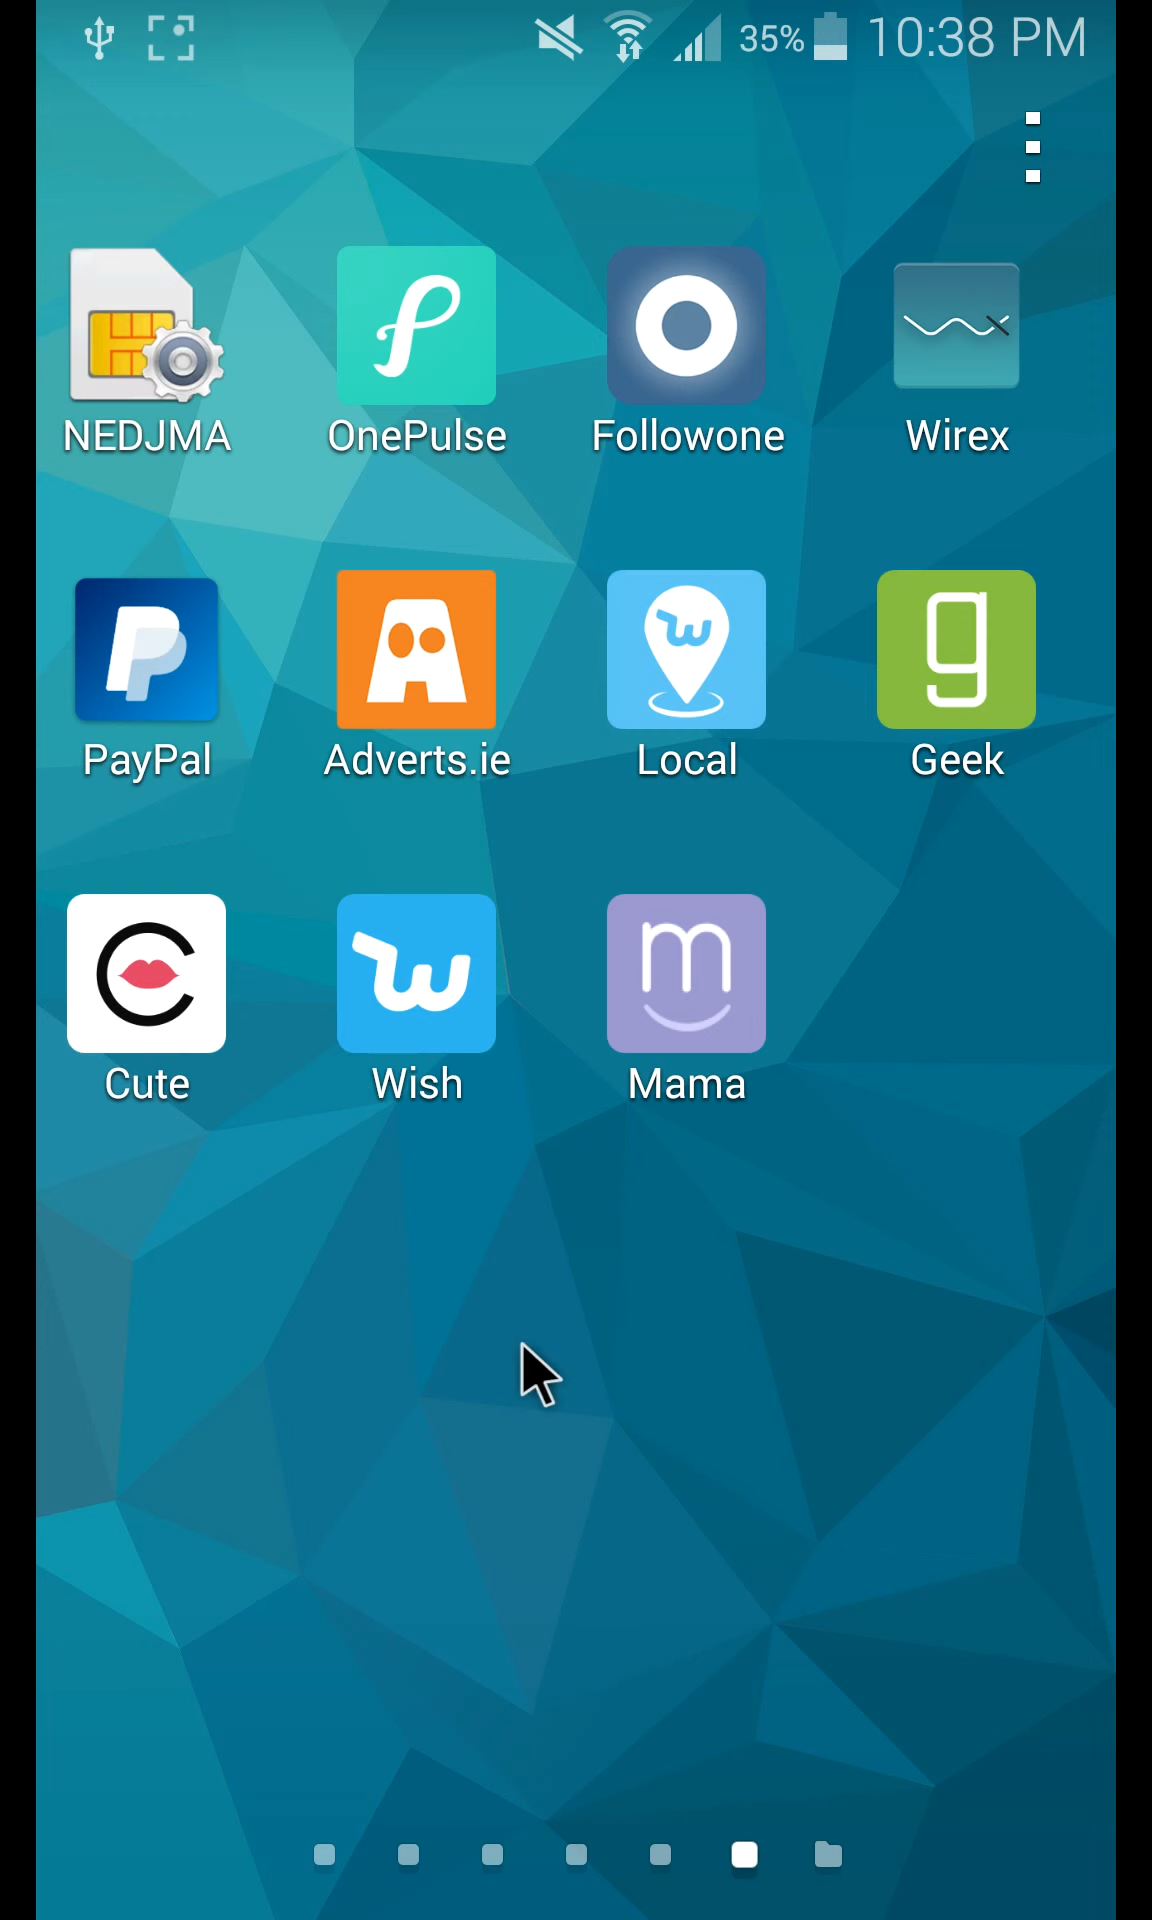 35% 10:38 PM
NEDJMA OnePulse Followone Wirex
PayPal Adverts.ie Local Geek
Cute Wish Mama